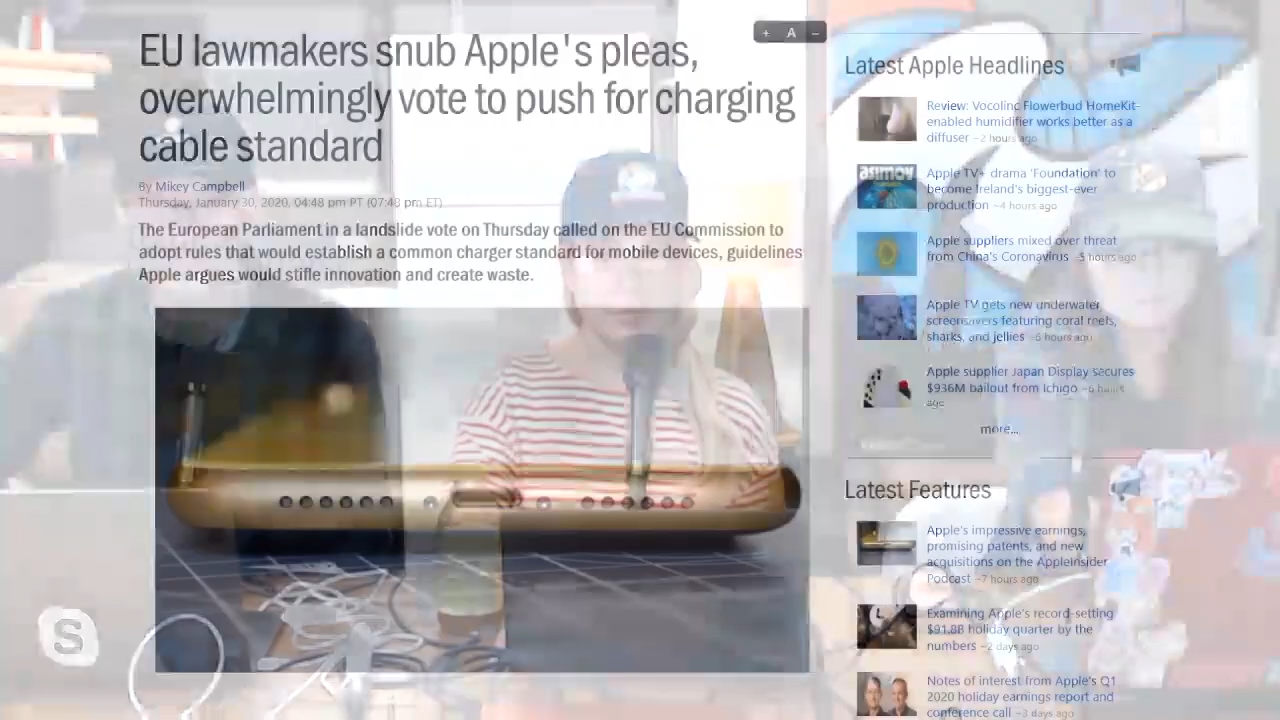 EU lawmakers snub Apple's pleas,
overwhelmingly vote to push for charging
cable standard
+ A –
By Mikey Campbell
Thursday, January 30, 2020, 04:48 pm PT (07:48 pm ET)
The European Parliament in a landslide vote on Thursday called on the EU Commission to
adopt rules that would establish a common charger standard for mobile devices, guidelines
Apple argues would stifle innovation and create waste.
Latest Apple Headlines
Review: Vocolinc Flowerbud HomeKit-
enabled humidifier works better as a
diffuser ~2 hours ago
asimov
Apple TV+ drama 'Foundation' to
become Ireland's biggest-ever
production ~4 hours ago
Apple suppliers mixed over threat
from China's Coronavirus ~5 hours ago
Apple TV gets new underwater
screensavers featuring coral reefs,
sharks, and jellies ~6 hours ago
Apple supplier Japan Display secures
$936M bailout from Ichigo ~6 hours
ago
more...
Latest Features
Apple's impressive earnings,
promising patents, and new
acquisitions on the AppleInsider
Podcast ~7 hours ago
Examining Apple's record-setting
$91.8B holiday quarter by the
numbers ~2 days ago
Notes of interest from Apple's Q1
2020 holiday earnings report and
conference call ~3 days ago
S